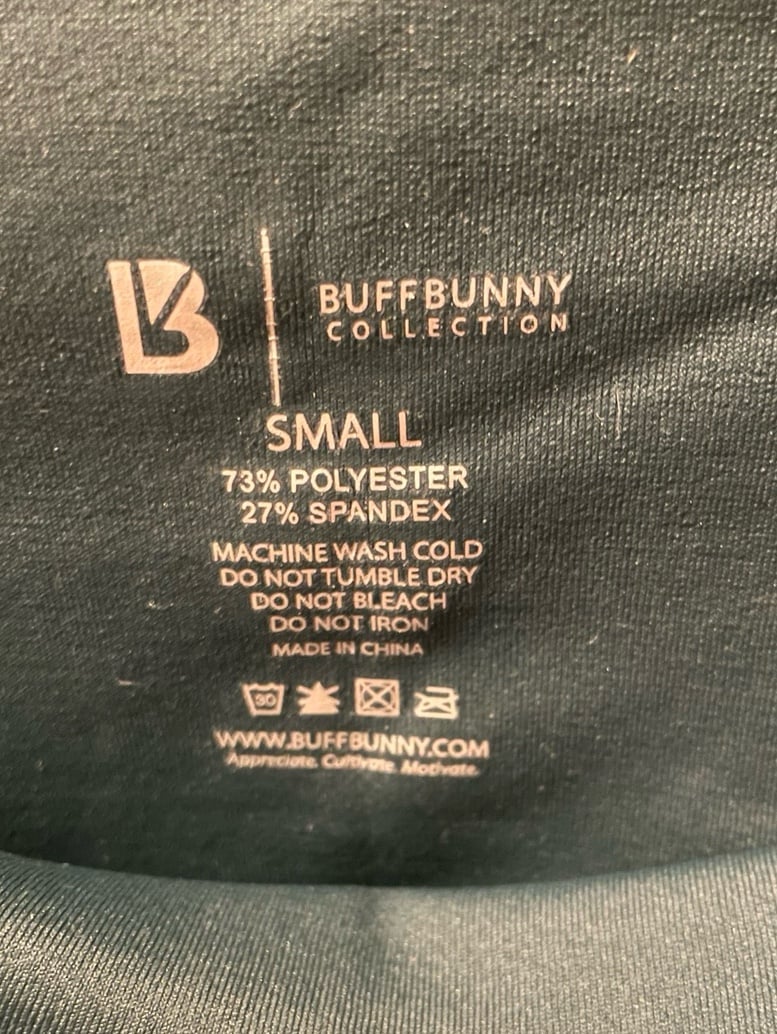 B
BUFFBUNNY
COLLECTION
SMALL
73% POLYESTER
27% SPANDEX
MACHINE WASH COLD
DO NOT TUMBLE DRY
DO NOT BLEACH
DO NOT IRON
MADE IN CHINA
30
WWW.BUFFBUNNY.COM
Appreciate. Cultivate. Motivate.